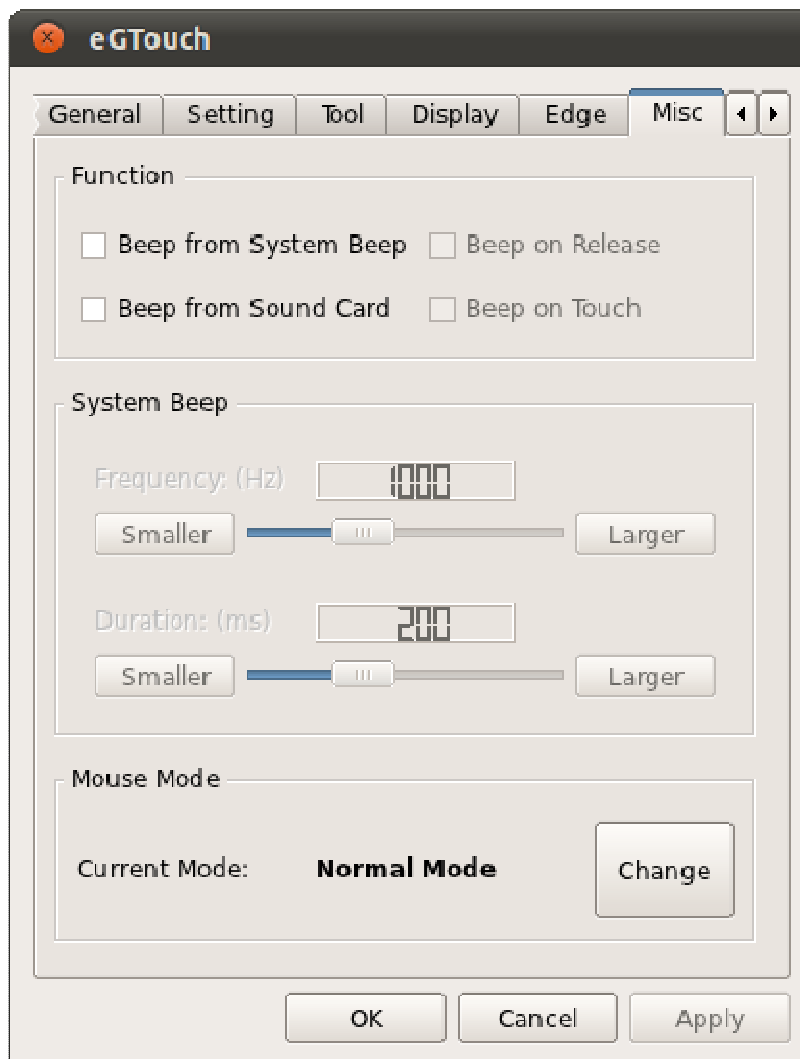 eGTouch
General Setting Tool Display Edge Misc
Function
Beep from System Beep Beep on Release
Beep from Sound Card Beep on Touch
System Beep
Frequency: (Hz) 1000
Smaller Larger
Duration: (ms) 200
Smaller Larger
Mouse Mode
Current Mode: Normal Mode Change
OK Cancel Apply